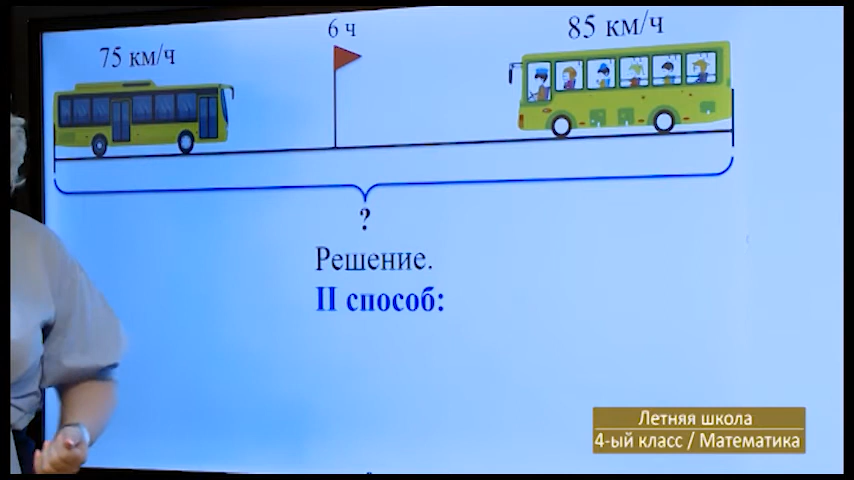 75 км/ч
6 ч
85 км/ч
?
Решение.
II способ:
Летняя школа
4-ый класс / Математика